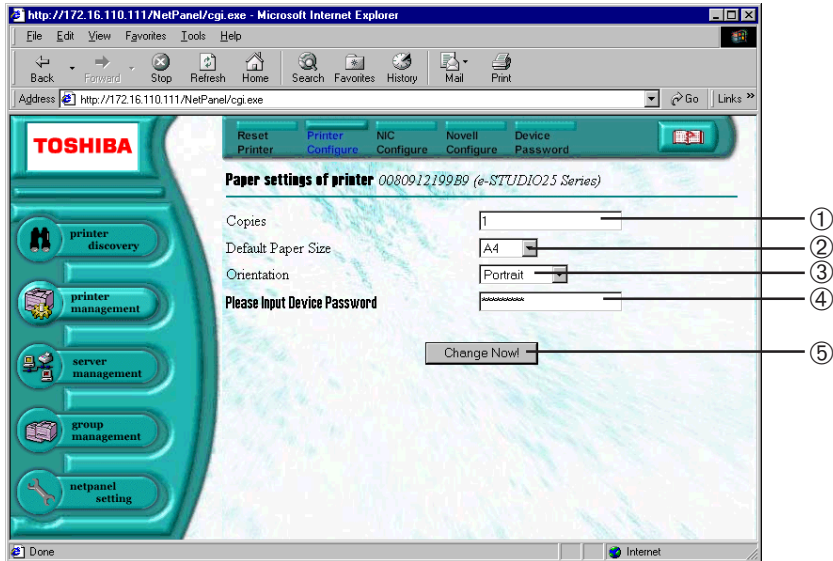 http://172.16.110.111/NetPanel/cgi.exe - Microsoft Internet Explorer
File Edit View Favorites Tools Help
Back Forward Stop Refresh Home Search Favorites History Mail Print
Address http://172.16.110.111/NetPanel/cgi.exe Go Links »
TOSHIBA
Reset Printer
Printer Configure
NIC Configure
Novell Configure
Device Password
Paper settings of printer 0080912199B9 (e-STUDIO25 Series)
Copies 1 ①
Default Paper Size A4 ②
Orientation Portrait ③
Please Input Device Password ********* ④
Change Now! ⑤
printer discovery
printer management
server management
group management
netpanel setting
Done Internet